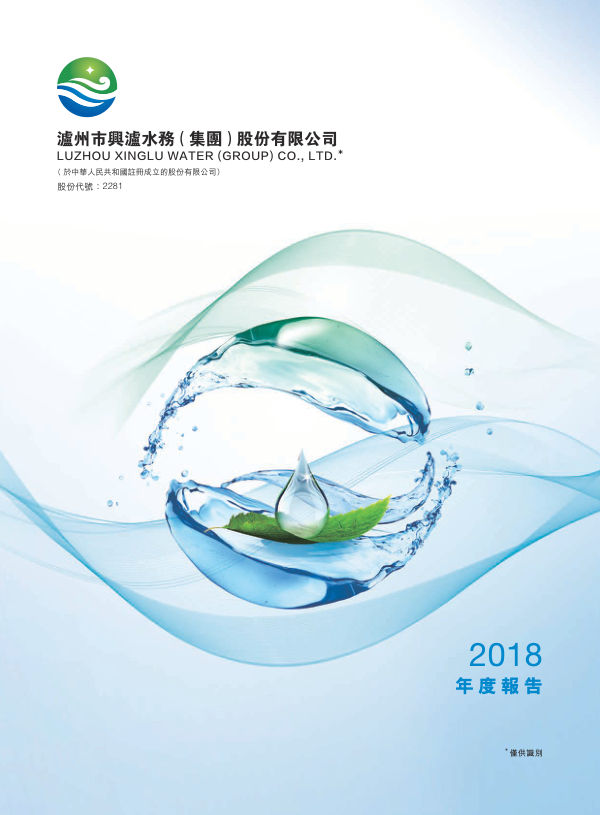 瀘州市興瀘水務(集團)股份有限公司
LUZHOU XINGLU WATER (GROUP) CO., LTD.*
(於中華人民共和國註冊成立的股份有限公司)
股份代號：2281
2018
年度報告
*僅供識別